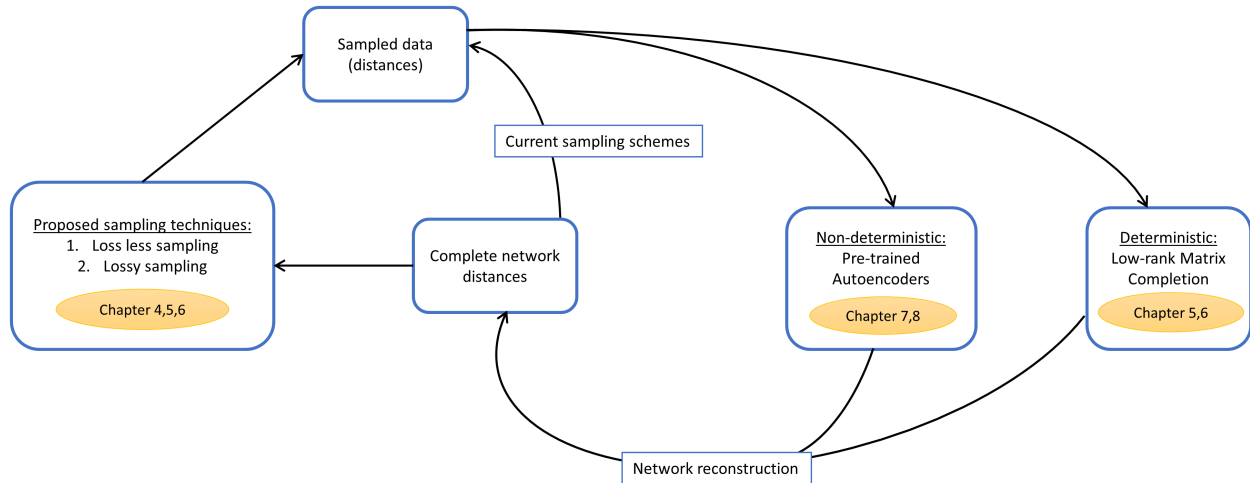 Sampled data
(distances)
Current sampling schemes
Proposed sampling techniques:
1. Loss less sampling
2. Lossy sampling
Chapter 4,5,6
Complete network
distances
Non-deterministic:
Pre-trained
Autoencoders
Chapter 7,8
Deterministic:
Low-rank Matrix
Completion
Chapter 5,6
Network reconstruction